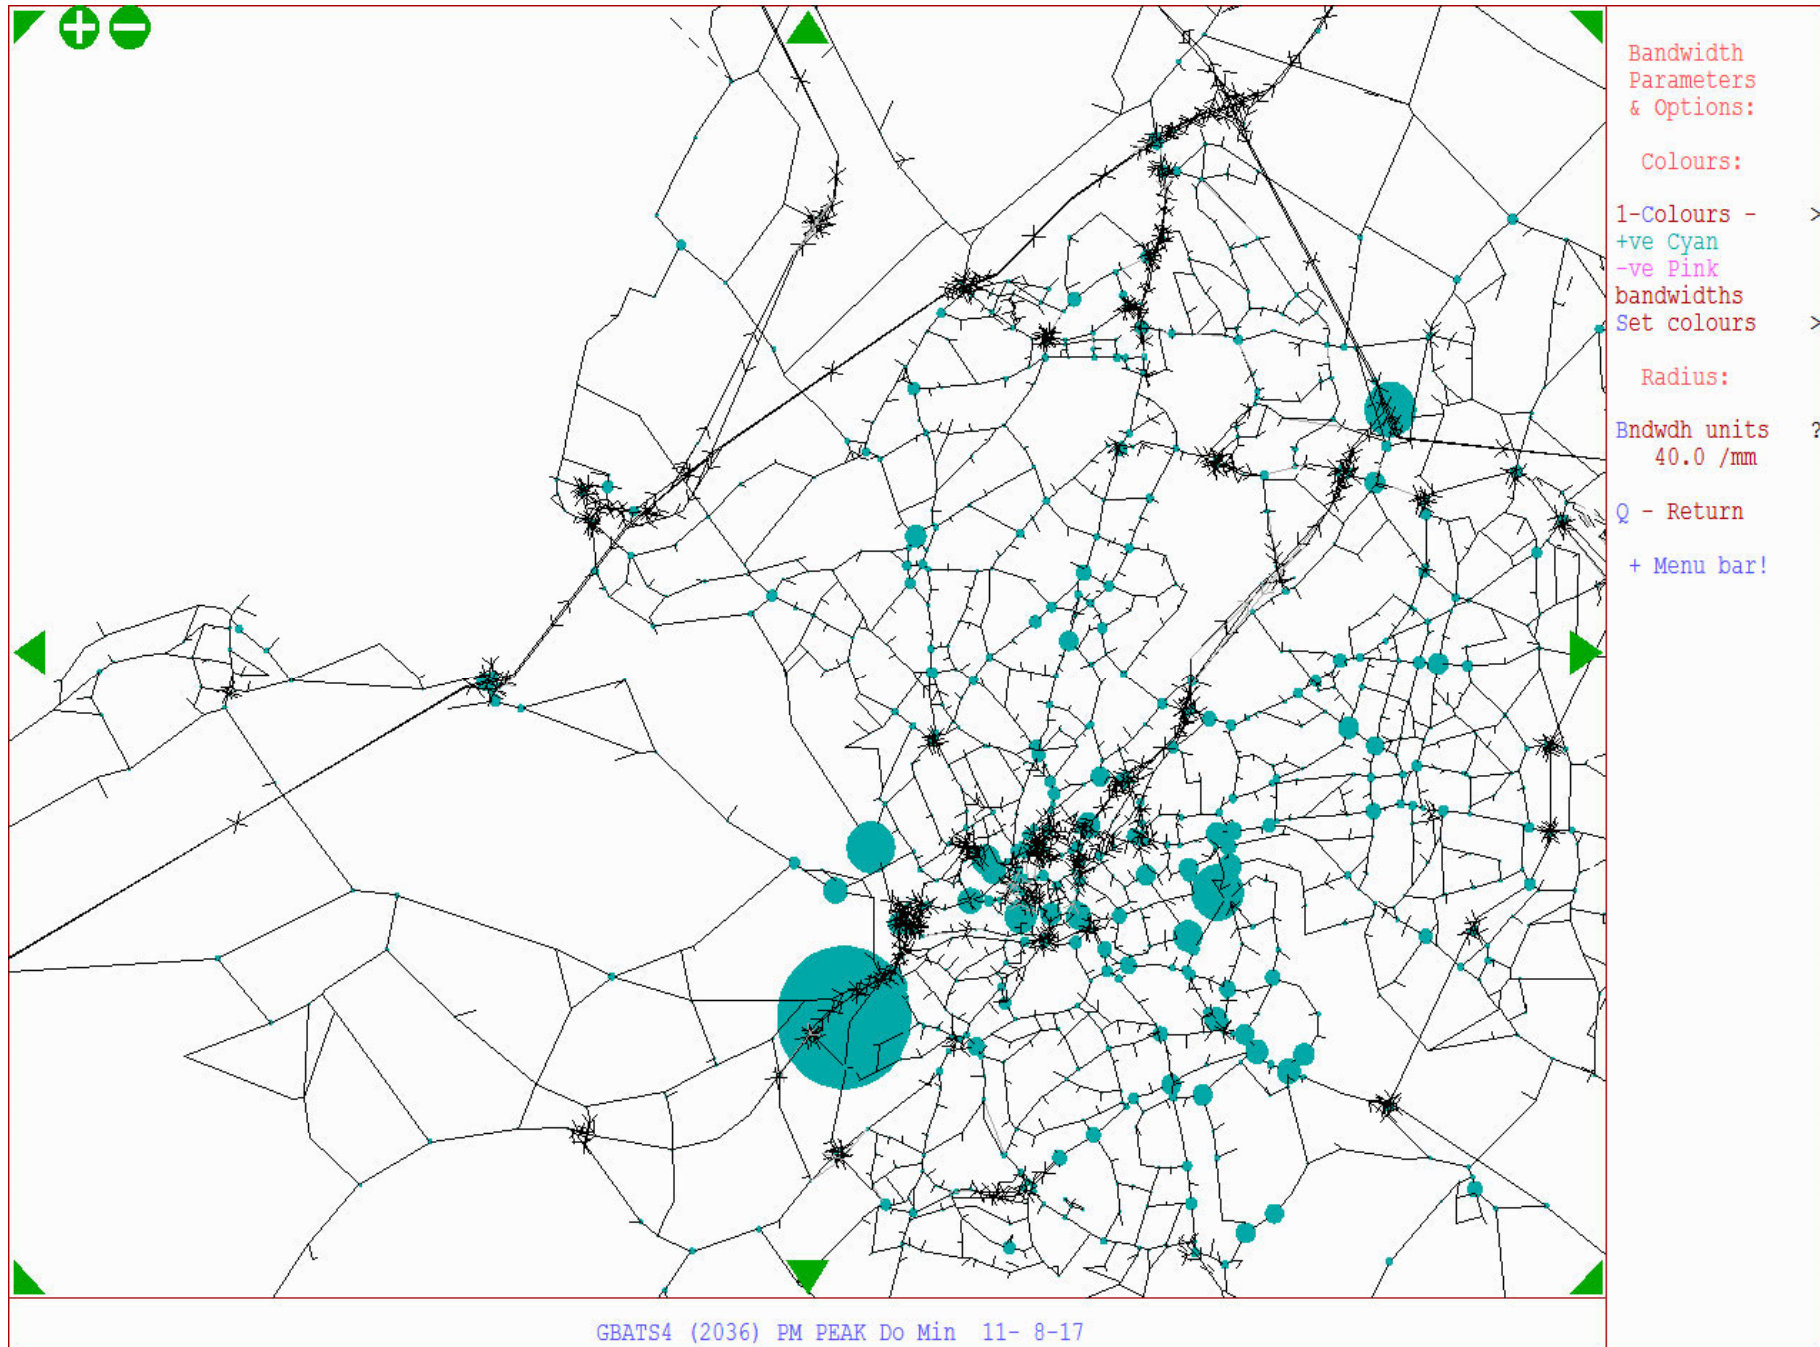 Bandwidth
Parameters
& Options:
Colours:
1-Colours - >
+ve Cyan
-ve Pink
bandwidths
Set colours >
Radius:
Bndwdh units ?
40.0 /mm
Q - Return
+ Menu bar!
GBATS4 (2036) PM PEAK Do Min 11- 8-17